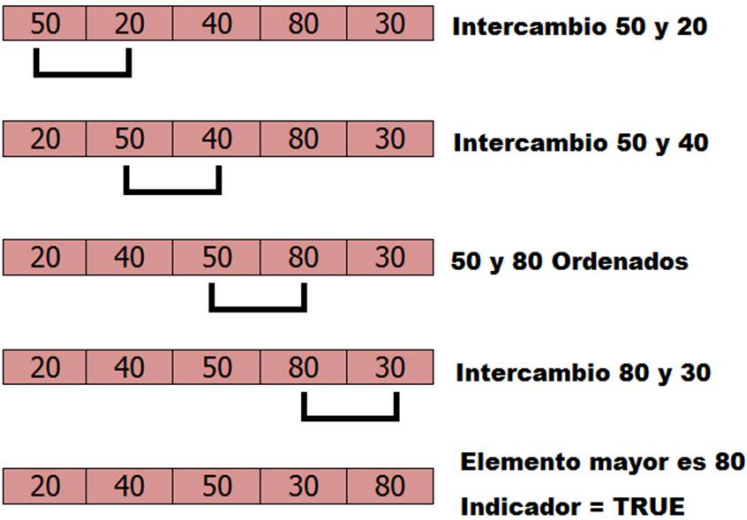 50 20 40 80 30 Intercambio 50 y 20
20 50 40 80 30 Intercambio 50 y 40
20 40 50 80 30 50 y 80 Ordenados
20 40 50 80 30 Intercambio 80 y 30
Elemento mayor es 80
20 40 50 30 80
Indicador = TRUE